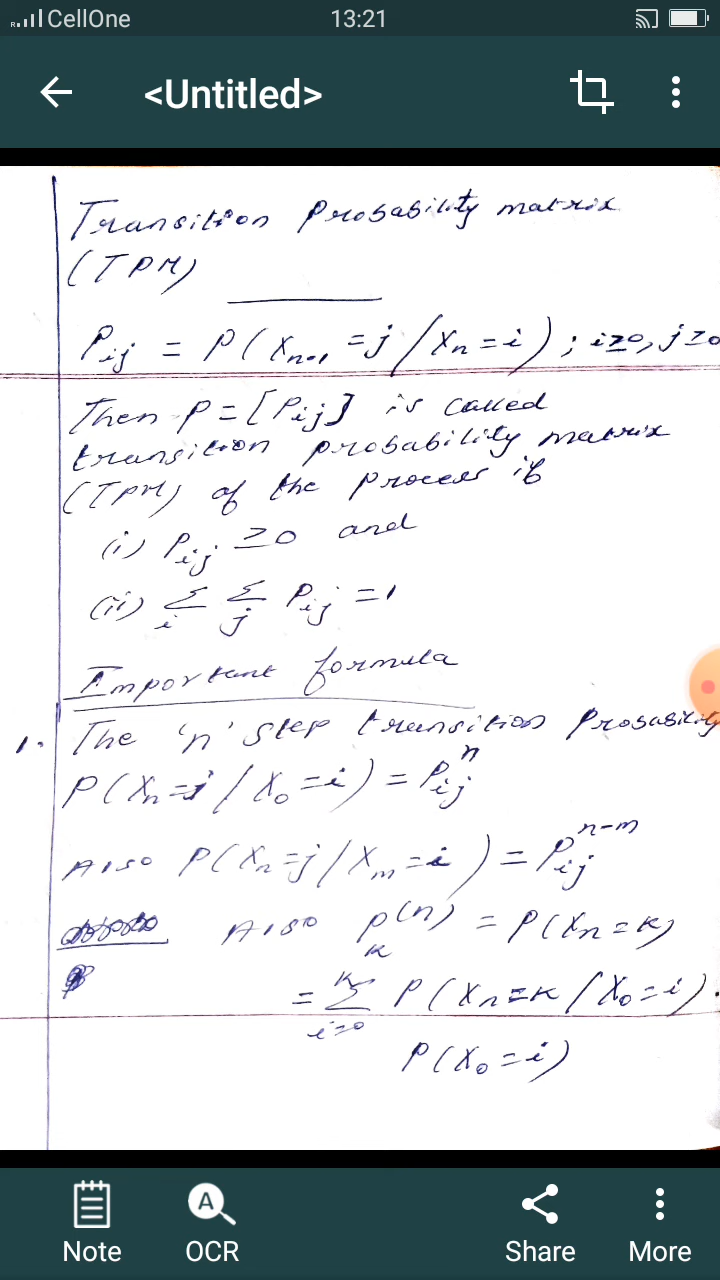 CellOne 13:21
<Untitled>
Transition Probability matrix
(TPM)
Pij = P(Xn+1 = j / Xn = i) ; i≥0, j≥0
Then P = [Pij] is called
transition probability matrix
(TPM) of the process if
(i) Pij ≥ 0 and
(ii) Σi Σj Pij = 1
Important formula
1. The 'n' step transition Probability
P(Xn = j / X0 = i) = Pij^n
Also P(Xn = j / Xm = i) = Pij^n-m
Also Pk^(n) = P(Xn = k)
= Σ i=0 k P(Xn = k / X0 = i) .
P(X0 = i)
Note OCR Share More